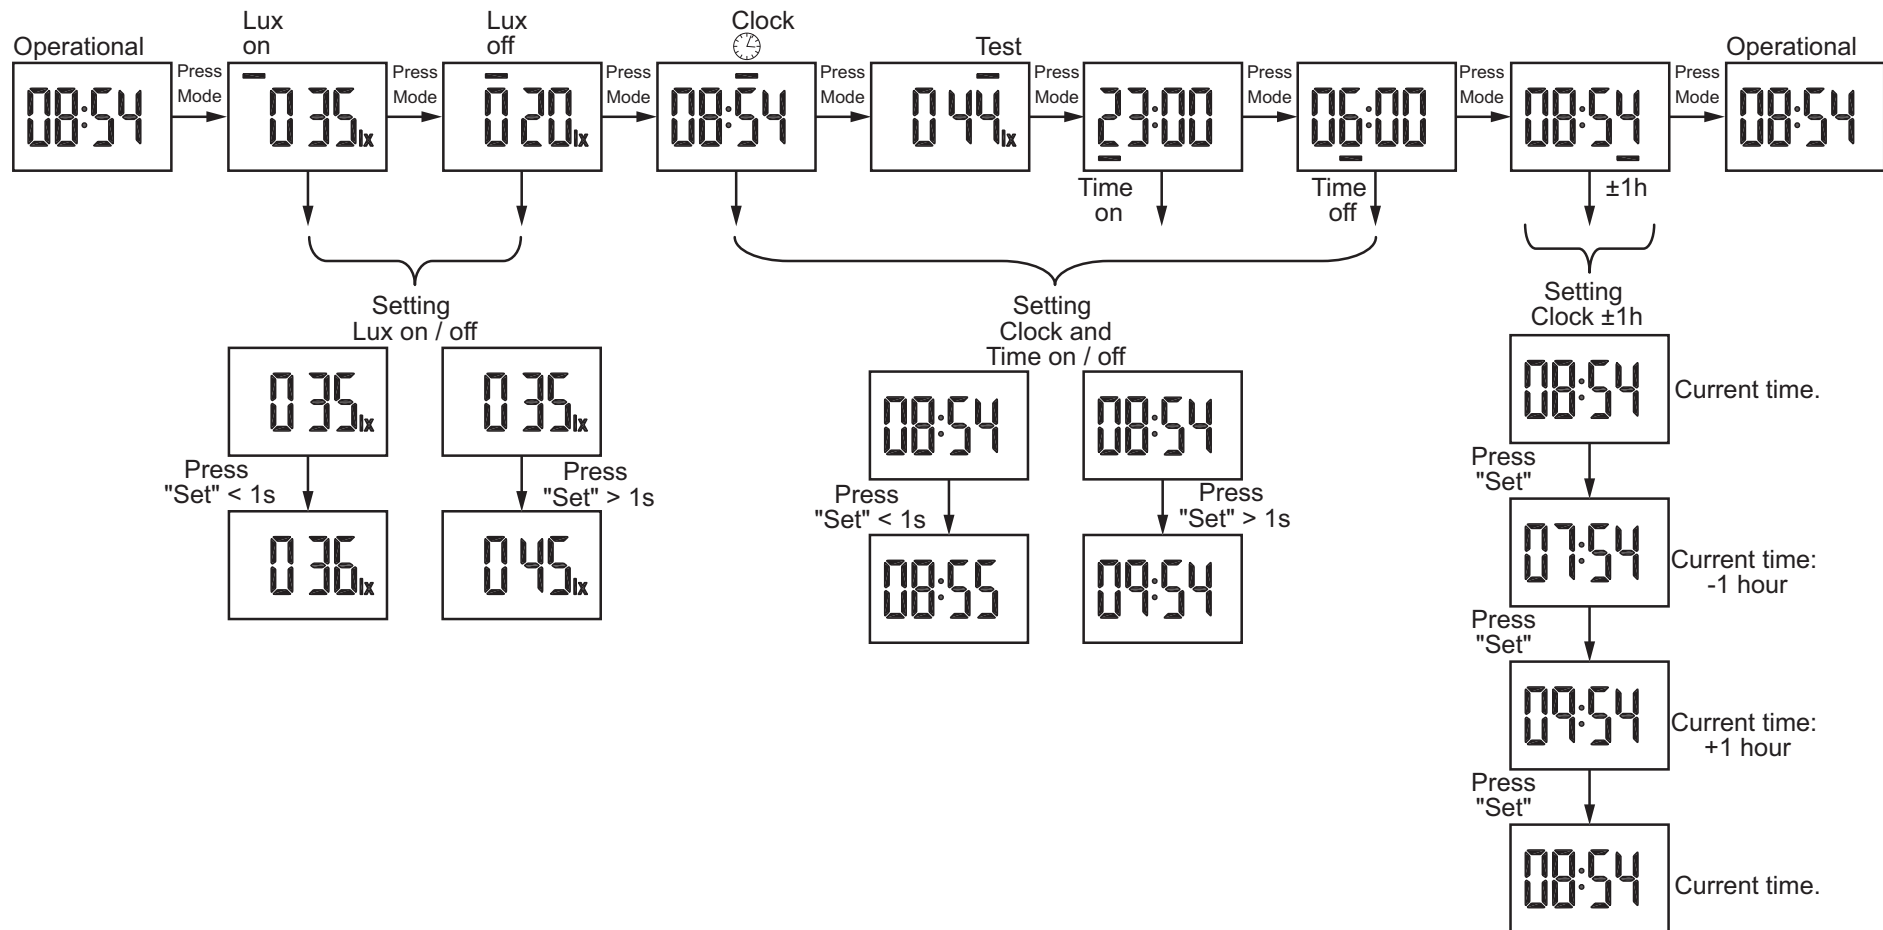 Operational
Lux
on
Lux
off
Clock
Test
Operational
08:54
Press
Mode
035lx
Press
Mode
020lx
Press
Mode
08:54
Press
Mode
044lx
Press
Mode
23:00
Press
Mode
06:00
Press
Mode
08:54
Press
Mode
08:54
Time
on
Time
off
±1h
Setting
Lux on / off
035lx
035lx
Press
"Set" < 1s
Press
"Set" > 1s
036lx
045lx
Setting
Clock and
Time on / off
08:54
08:54
Press
"Set" < 1s
Press
"Set" > 1s
08:55
09:54
Setting
Clock ±1h
08:54
Current time.
Press
"Set"
07:54
Current time:
-1 hour
Press
"Set"
09:54
Current time:
+1 hour
Press
"Set"
08:54
Current time.